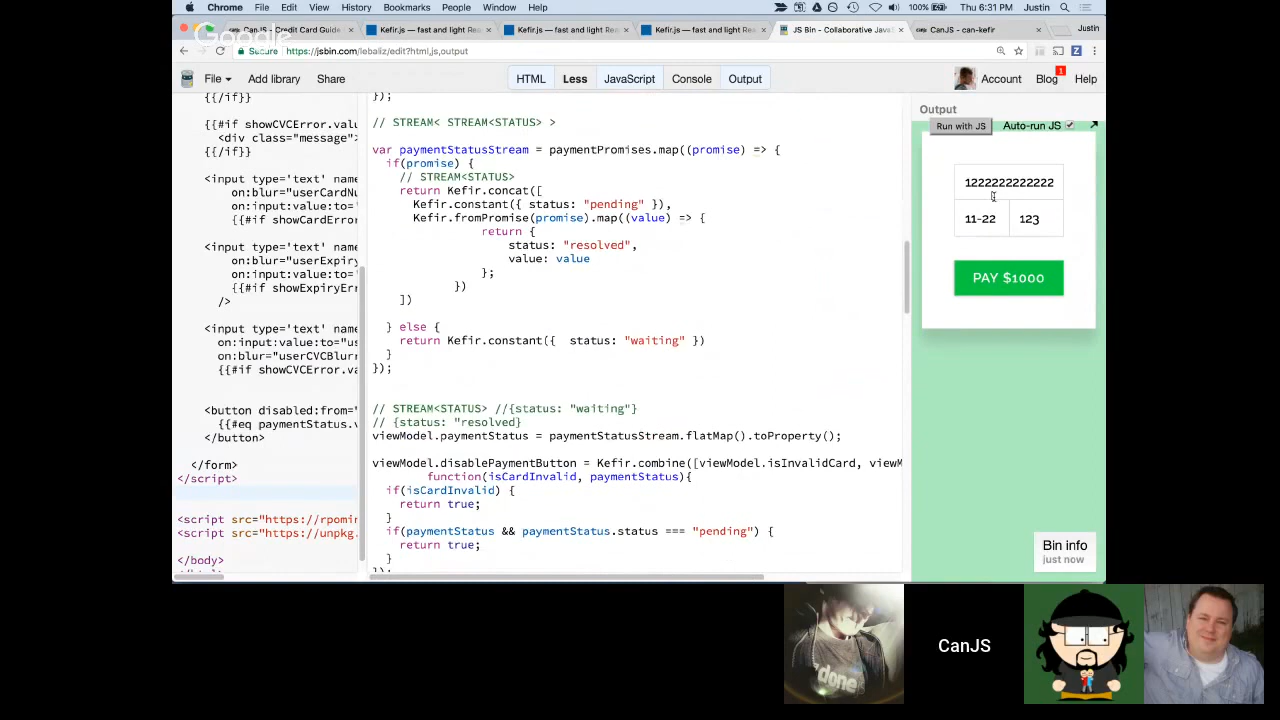 Chrome File Edit View History Bookmarks People Window Help 100% Thu 6:31 PM Justin
CanJS - Credit Card Guide Kefir.js — fast and light Rea Kefir.js — fast and light Rea Kefir.js — fast and light Rea JS Bin - Collaborative JavaS CanJS - can-kefir Justin
Google
Secure https://jsbin.com/lebaliz/edit?html,js,output
File Add library Share HTML Less JavaScript Console Output Account Blog 1 Help
{{/if}}
{{#if showCVCError.valu
<div class="message">
{{/if}}
<input type='text' name
on:blur="userCardNu
on:input:value:to='
{{#if showCardError
<input type='text' name
on:blur="userExpiry
on:input:value:to='
{{#if showExpiryErr
/>
<input type='text' name
on:input:value:to="us
on:blur="userCVCBlurr
{{#if showCVCError.va
<button disabled:from="
{{#eq paymentStatus.v
</button>
</form>
</script>
<script src="https://rpomin
<script src="https://unpkg.
</body>
});
// STREAM< STREAM<STATUS> >
var paymentStatusStream = paymentPromises.map((promise) => {
if(promise) {
// STREAM<STATUS>
return Kefir.concat([
Kefir.constant({ status: "pending" }),
Kefir.fromPromise(promise).map((value) => {
return {
status: "resolved",
value: value
};
})
])
} else {
return Kefir.constant({ status: "waiting" })
}
});
// STREAM<STATUS> //{status: "waiting"}
// {status: "resolved}
viewModel.paymentStatus = paymentStatusStream.flatMap().toProperty();
viewModel.disablePaymentButton = Kefir.combine([viewModel.isInvalidCard, viewM
function(isCardInvalid, paymentStatus){
if(isCardInvalid) {
return true;
}
if(paymentStatus && paymentStatus.status === "pending") {
return true;
}
});
Output
Run with JS Auto-run JS
1222222222222
11-22 123
PAY $1000
Bin info
just now
done
CanJS